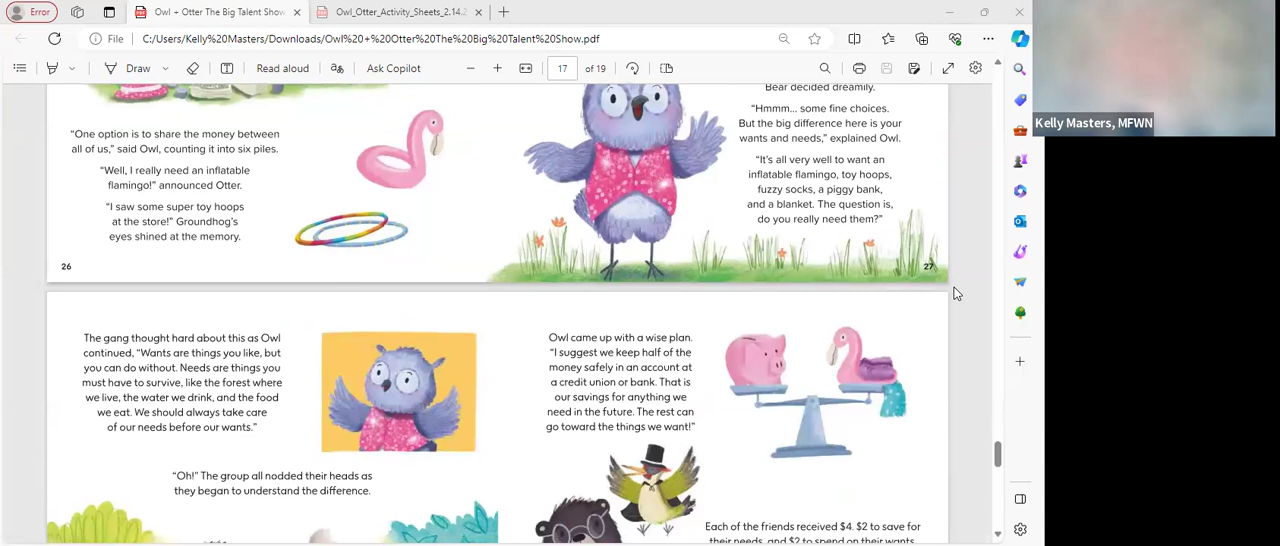 Error
Owl + Otter The Big Talent Show
Owl_Otter_Activity_Sheets_2.14.2
File
C:/Users/Kelly%20Masters/Downloads/Owl%20+%20Otter%20The%20Big%20Talent%20Show.pdf
Draw
Read aloud
Ask Copilot
17
of 19
Kelly Masters, MFWN
“One option is to share the money between
all of us,” said Owl, counting it into six piles.
“Well, I really need an inflatable
flamingo!” announced Otter.
“I saw some super toy hoops
at the store!” Groundhog’s
eyes shined at the memory.
26
Bear decided dreamily.
“Hmmm... some fine choices.
But the big difference here is your
wants and needs,” explained Owl.
“It’s all very well to want an
inflatable flamingo, toy hoops,
fuzzy socks, a piggy bank,
and a blanket. The question is,
do you really need them?”
27
The gang thought hard about this as Owl
continued. “Wants are things you like, but
you can do without. Needs are things you
must have to survive, like the forest where
we live, the water we drink, and the food
we eat. We should always take care
of our needs before our wants.”
“Oh!” The group all nodded their heads as
they began to understand the difference.
Owl came up with a wise plan.
“I suggest we keep half of the
money safely in an account at
a credit union or bank. That is
our savings for anything we
need in the future. The rest can
go toward the things we want!”
Each of the friends received $4. $2 to save for
their needs, and $2 to spend on their wants